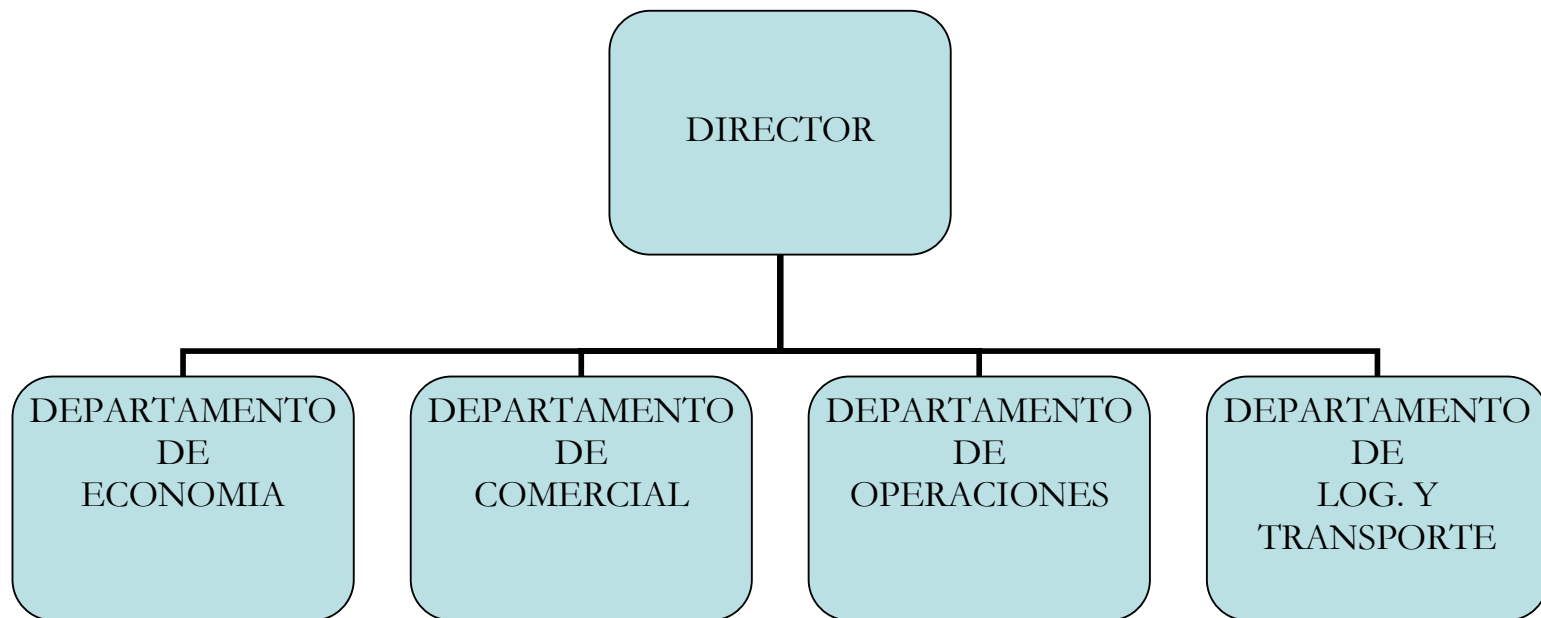 DIRECTOR
DEPARTAMENTO
DE
ECONOMIA
DEPARTAMENTO
DE
COMERCIAL
DEPARTAMENTO
DE
OPERACIONES
DEPARTAMENTO
DE
LOG. Y
TRANSPORTE